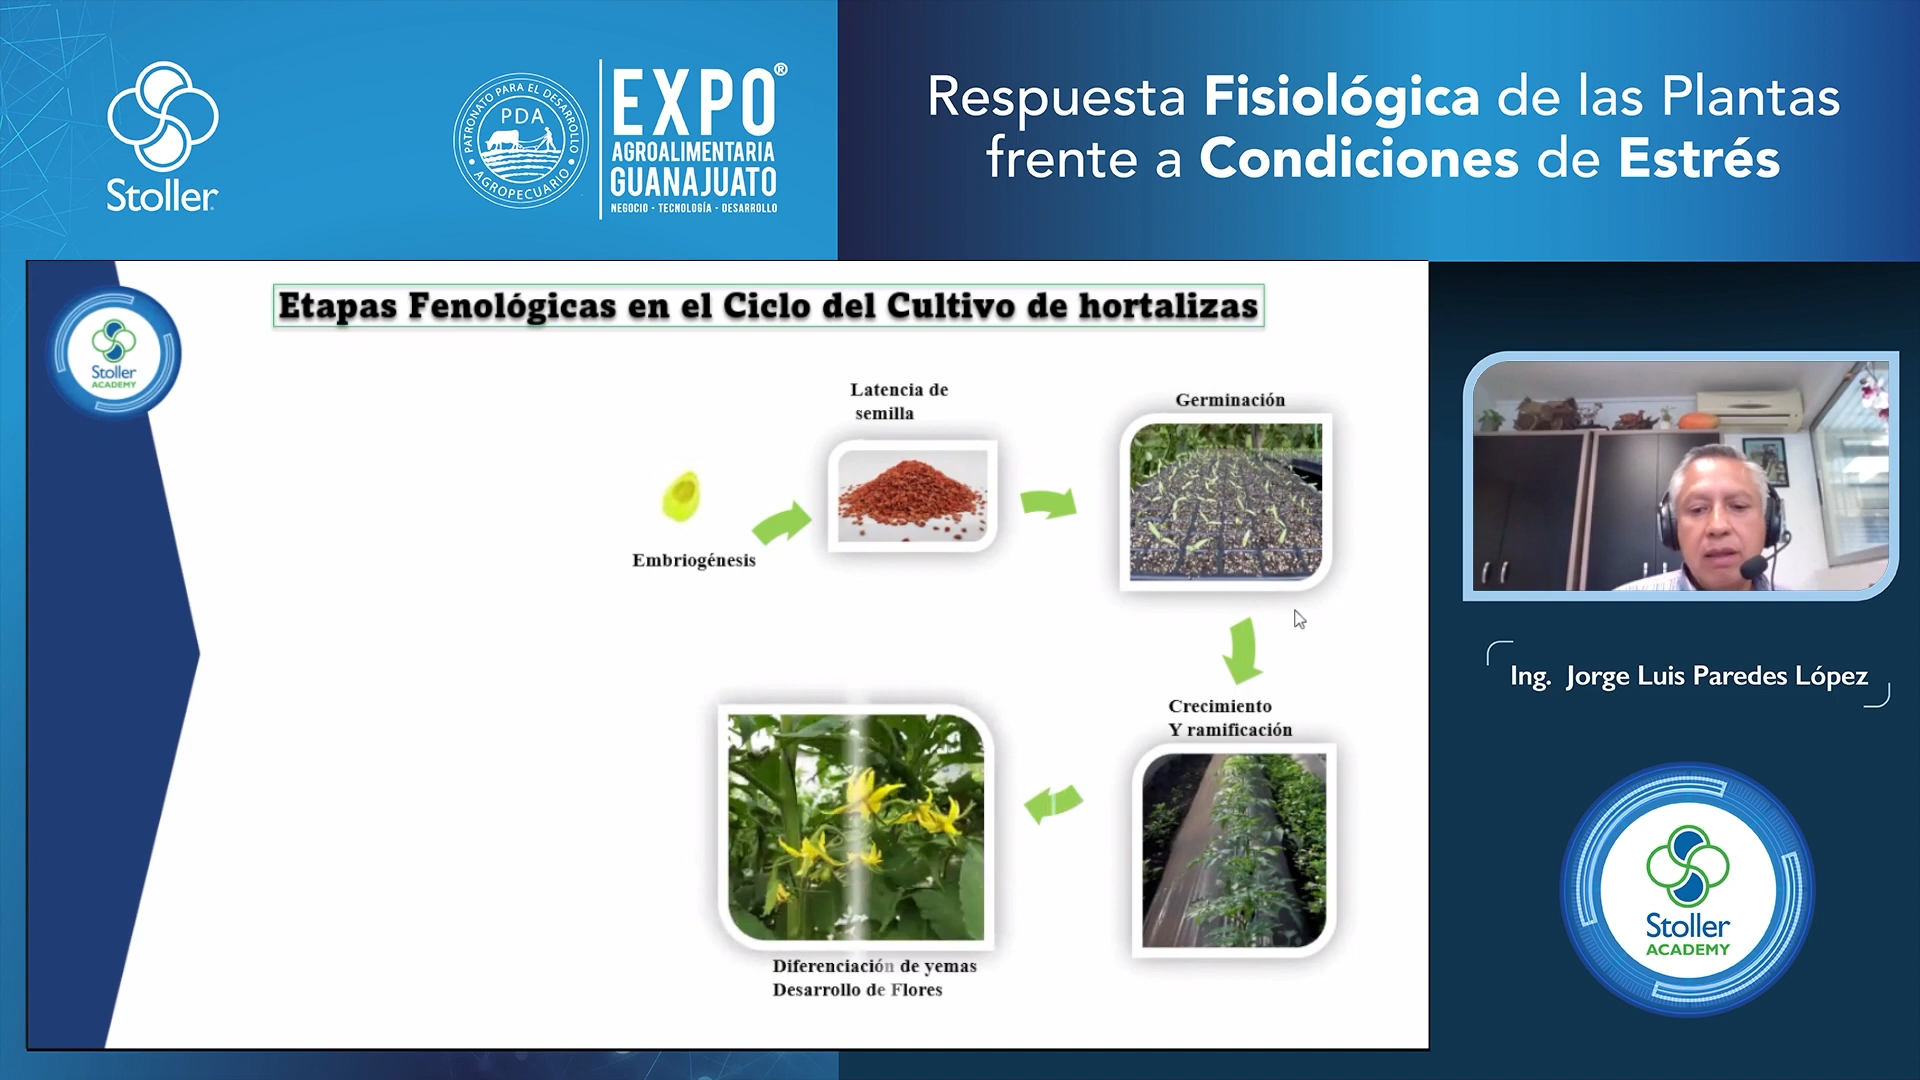 Stoller
PATRONATO PARA EL DESARROLLO
PDA
AGROPECUARIO
EXPO®
AGROALIMENTARIA
GUANAJUATO
NEGOCIO - TECNOLOGÍA - DESARROLLO
Respuesta Fisiológica de las Plantas
frente a Condiciones de Estrés
Stoller
ACADEMY
Etapas Fenológicas en el Ciclo del Cultivo de hortalizas
Latencia de
semilla
Germinación
Embriogénesis
Crecimiento
Y ramificación
Diferenciación de yemas
Desarrollo de Flores
Ing. Jorge Luis Paredes López
Stoller
ACADEMY